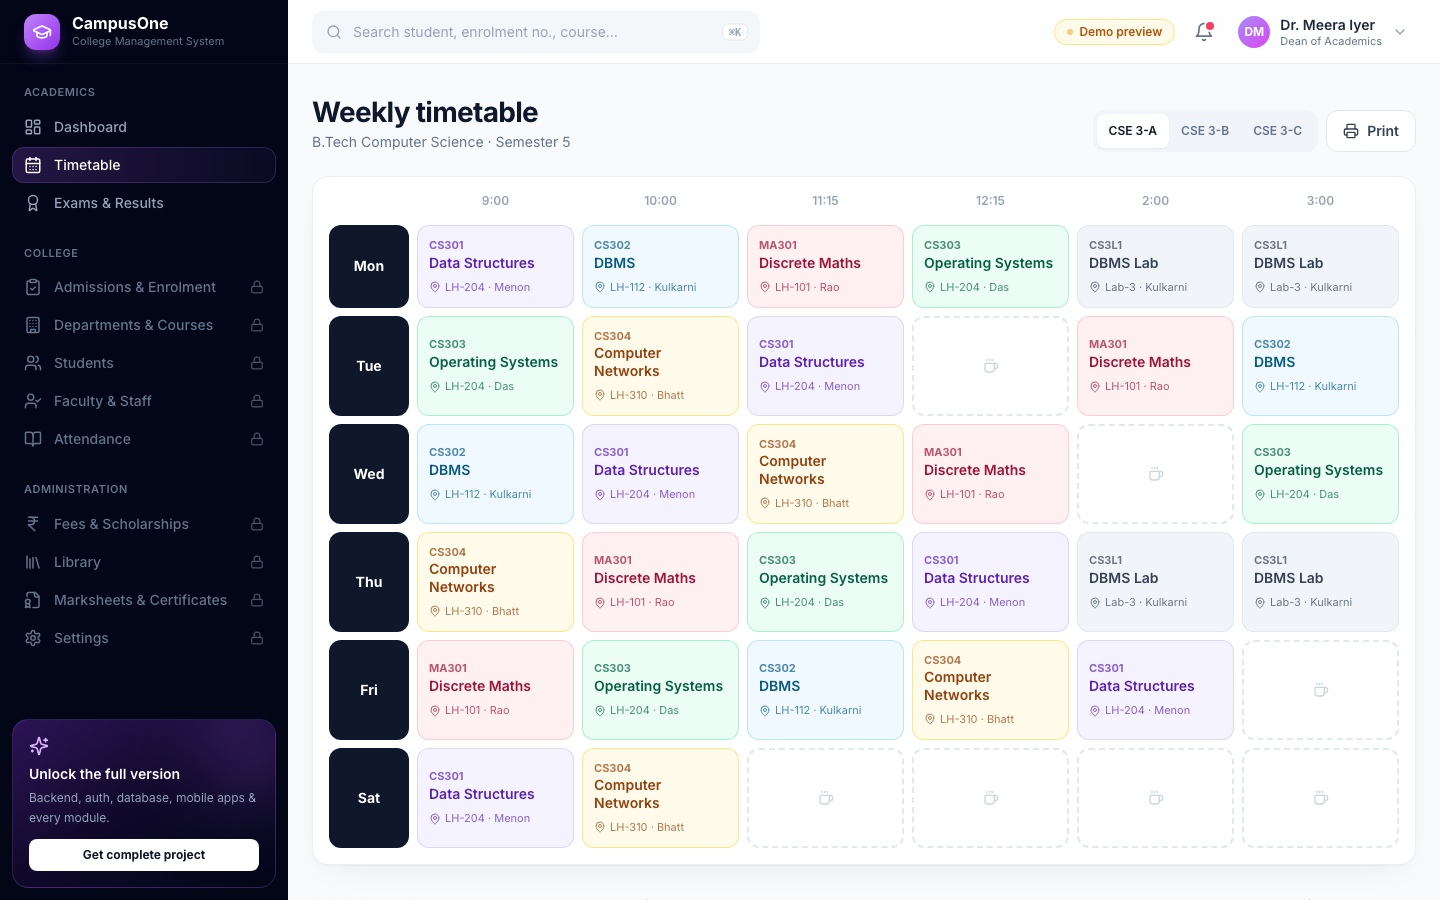 CampusOne
College Management System
Search student, enrolment no., course...
⌘K
Demo preview
DM
Dr. Meera Iyer
Dean of Academics
ACADEMICS
Dashboard
Timetable
Exams & Results
COLLEGE
Admissions & Enrolment
Departments & Courses
Students
Faculty & Staff
Attendance
ADMINISTRATION
Fees & Scholarships
Library
Marksheets & Certificates
Settings
Unlock the full version
Backend, auth, database, mobile apps &
every module.
Get complete project
Weekly timetable
B.Tech Computer Science · Semester 5
CSE 3-A CSE 3-B CSE 3-C
Print
9:00 10:00 11:15 12:15 2:00 3:00
Mon
CS301
Data Structures
LH-204 · Menon
CS302
DBMS
LH-112 · Kulkarni
MA301
Discrete Maths
LH-101 · Rao
CS303
Operating Systems
LH-204 · Das
CS3L1
DBMS Lab
Lab-3 · Kulkarni
CS3L1
DBMS Lab
Lab-3 · Kulkarni
Tue
CS303
Operating Systems
LH-204 · Das
CS304
Computer
Networks
LH-310 · Bhatt
CS301
Data Structures
LH-204 · Menon
MA301
Discrete Maths
LH-101 · Rao
CS302
DBMS
LH-112 · Kulkarni
Wed
CS302
DBMS
LH-112 · Kulkarni
CS301
Data Structures
LH-204 · Menon
CS304
Computer
Networks
LH-310 · Bhatt
MA301
Discrete Maths
LH-101 · Rao
CS303
Operating Systems
LH-204 · Das
Thu
CS304
Computer
Networks
LH-310 · Bhatt
MA301
Discrete Maths
LH-101 · Rao
CS303
Operating Systems
LH-204 · Das
CS301
Data Structures
LH-204 · Menon
CS3L1
DBMS Lab
Lab-3 · Kulkarni
CS3L1
DBMS Lab
Lab-3 · Kulkarni
Fri
MA301
Discrete Maths
LH-101 · Rao
CS303
Operating Systems
LH-204 · Das
CS302
DBMS
LH-112 · Kulkarni
CS304
Computer
Networks
LH-310 · Bhatt
CS301
Data Structures
LH-204 · Menon
Sat
CS301
Data Structures
LH-204 · Menon
CS304
Computer
Networks
LH-310 · Bhatt